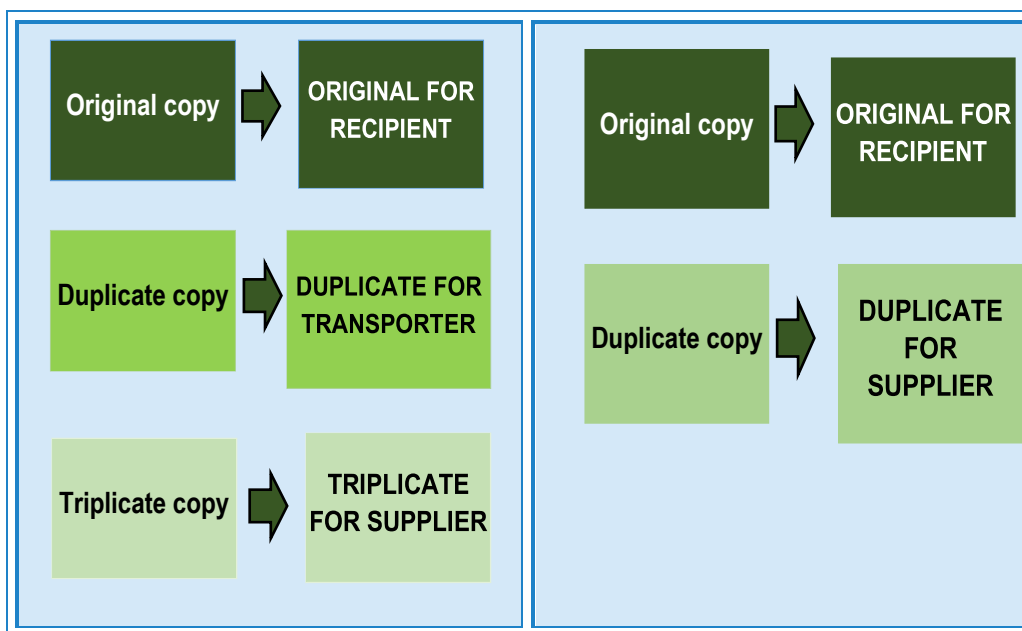 Original copy
ORIGINAL FOR
RECIPIENT
Duplicate copy
DUPLICATE FOR
TRANSPORTER
Triplicate copy
TRIPLICATE
FOR SUPPLIER
Original copy
ORIGINAL FOR
RECIPIENT
Duplicate copy
DUPLICATE
FOR
SUPPLIER